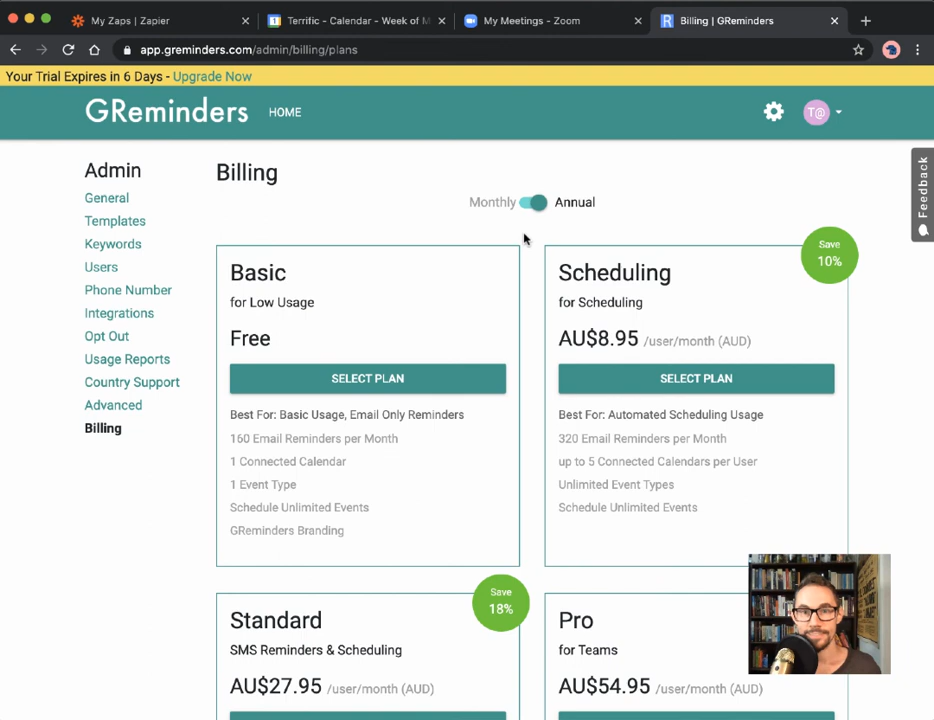 My Zaps | Zapier
Terrific - Calendar - Week of M
My Meetings - Zoom
Billing | GReminders
app.greminders.com/admin/billing/plans
Your Trial Expires in 6 Days - Upgrade Now
GReminders
HOME
T@
Feedback
Admin
General
Templates
Keywords
Users
Phone Number
Integrations
Opt Out
Usage Reports
Country Support
Advanced
Billing
Billing
Monthly
Annual
Basic
for Low Usage
Free
SELECT PLAN
Best For: Basic Usage, Email Only Reminders
160 Email Reminders per Month
1 Connected Calendar
1 Event Type
Schedule Unlimited Events
GReminders Branding
Save
10%
Scheduling
for Scheduling
AU$8.95 /user/month (AUD)
SELECT PLAN
Best For: Automated Scheduling Usage
320 Email Reminders per Month
up to 5 Connected Calendars per User
Unlimited Event Types
Schedule Unlimited Events
Save
18%
Standard
SMS Reminders & Scheduling
AU$27.95 /user/month (AUD)
Pro
for Teams
AU$54.95 /user/month (AUD)